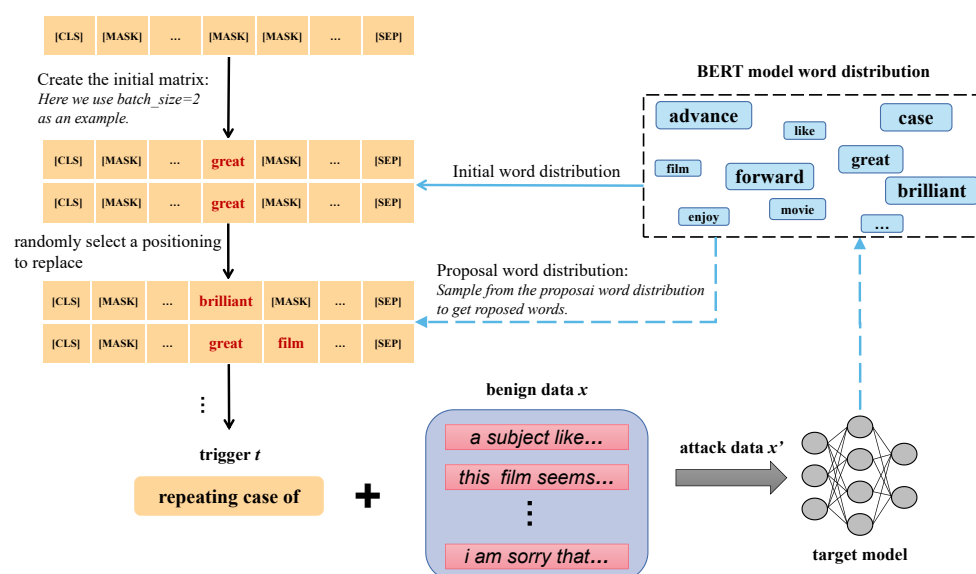 [CLS] [MASK] ... [MASK] [MASK] ... [SEP]
Create the initial matrix:
Here we use batch_size=2
as an example.
[CLS] [MASK] ... great [MASK] ... [SEP]
[CLS] [MASK] ... great [MASK] ... [SEP]
randomly select a positioning
to replace
[CLS] [MASK] ... brilliant [MASK] ... [SEP]
[CLS] [MASK] ... great film ... [SEP]
...
trigger t
repeating case of
+
BERT model word distribution
advance
like
case
film
forward
great
brilliant
enjoy
movie
...
Initial word distribution
Proposal word distribution:
Sample from the proposai word distribution
to get roposed words.
benign data x
a subject like...
this film seems...
...
i am sorry that...
attack data x’
target model